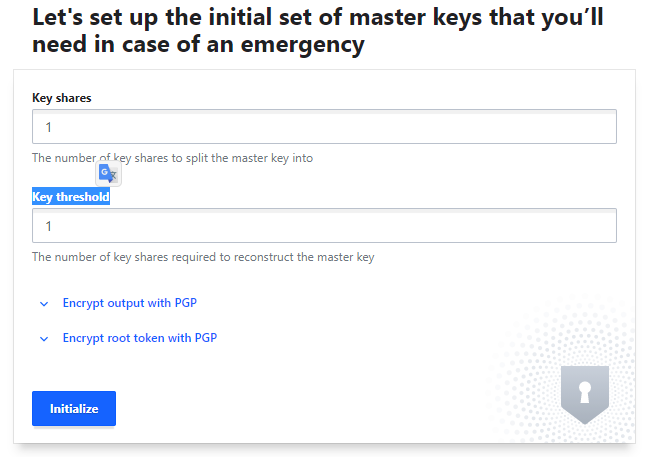 Let's set up the initial set of master keys that you’ll
need in case of an emergency
Key shares
1
The number of key shares to split the master key into
Key threshold
1
The number of key shares required to reconstruct the master key
Encrypt output with PGP
Encrypt root token with PGP
Initialize